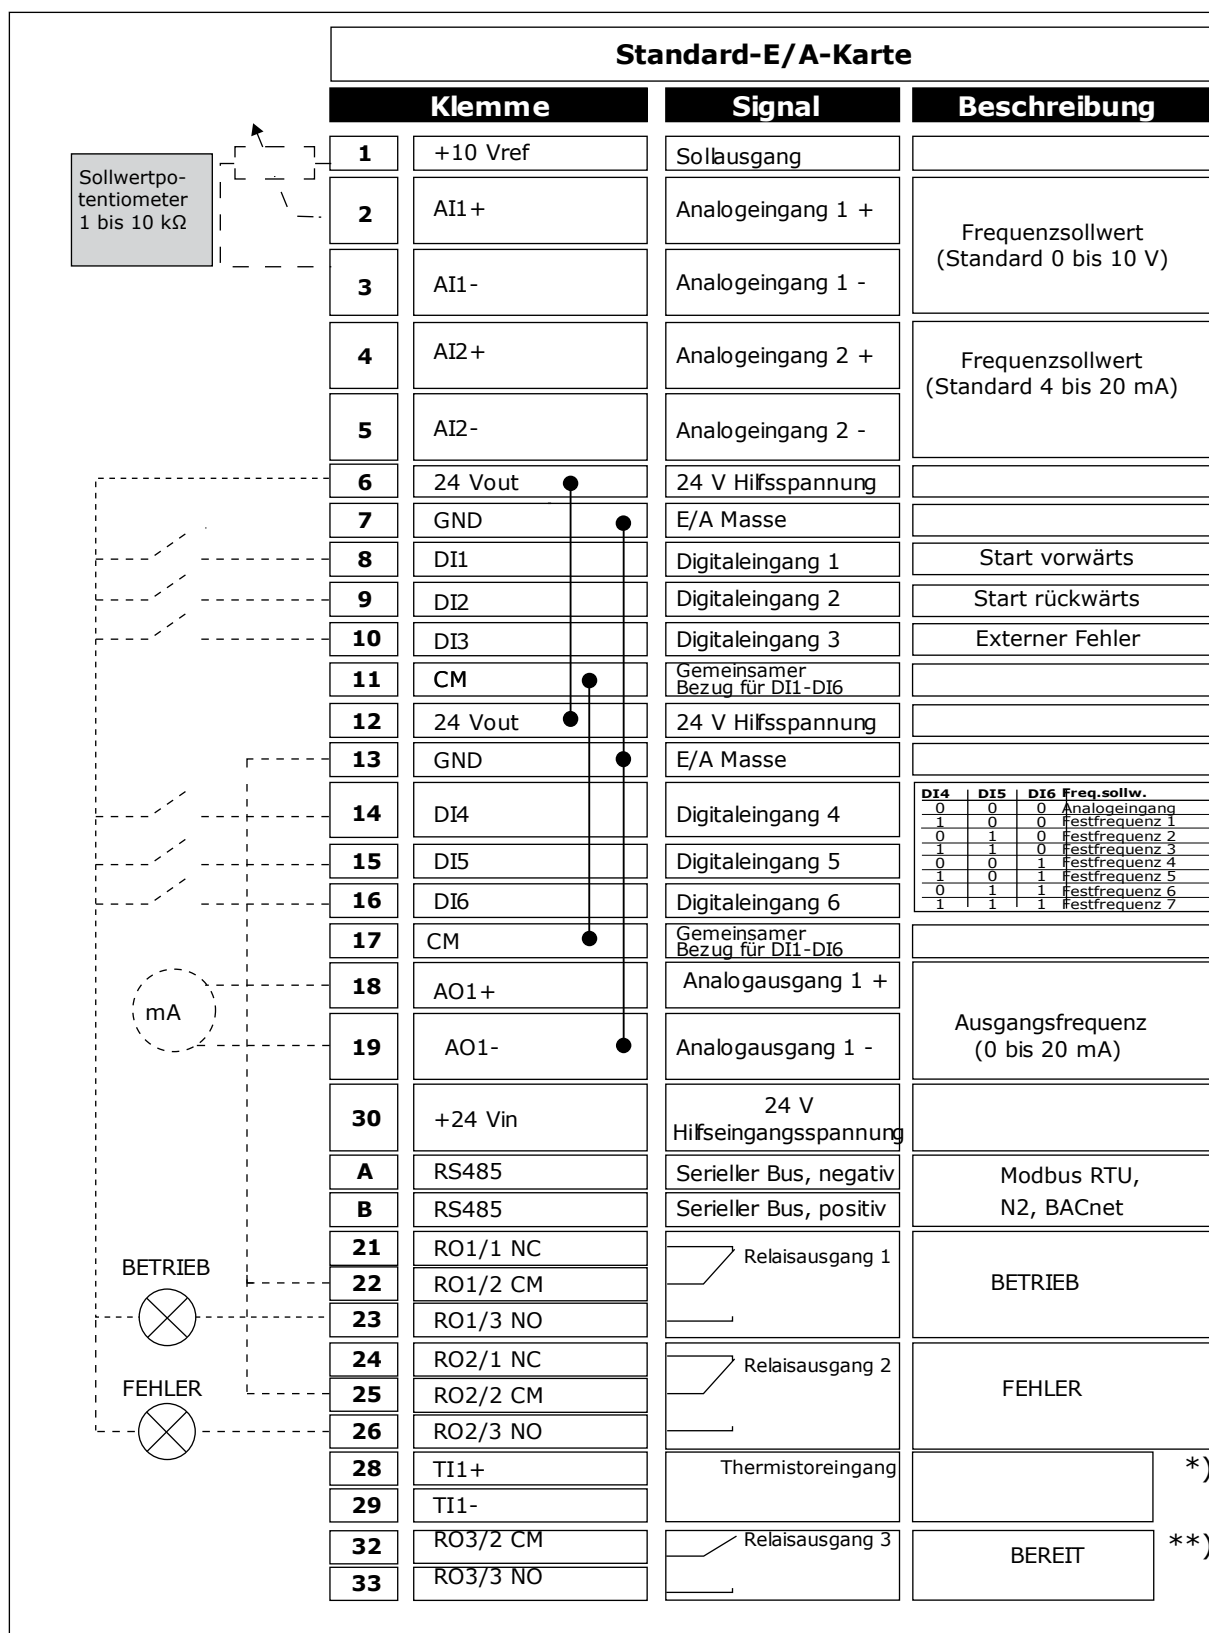 Standard-E/A-Karte
Klemme Signal Beschreibung
Sollwertpo-
tentiometer
1 bis 10 kΩ
1 +10 Vref Sollausgang
2 AI1+ Analogeingang 1 +
Frequenzsollwert
(Standard 0 bis 10 V)
3 AI1- Analogeingang 1 -
4 AI2+ Analogeingang 2 +
Frequenzsollwert
(Standard 4 bis 20 mA)
5 AI2- Analogeingang 2 -
6 24 Vout 24 V Hilfsspannung
7 GND E/A Masse
8 DI1 Digitaleingang 1 Start vorwärts
9 DI2 Digitaleingang 2 Start rückwärts
10 DI3 Digitaleingang 3 Externer Fehler
11 CM Gemeinsamer
Bezug für DI1-DI6
12 24 Vout 24 V Hilfsspannung
13 GND E/A Masse
14 DI4 Digitaleingang 4
DI4 DI5 DI6 Freq.sollw.
0 0 0 Analogeingang
1 0 0 Festfrequenz 1
0 1 0 Festfrequenz 2
1 1 0 Festfrequenz 3
0 0 1 Festfrequenz 4
1 0 1 Festfrequenz 5
0 1 1 Festfrequenz 6
1 1 1 Festfrequenz 7
15 DI5 Digitaleingang 5
16 DI6 Digitaleingang 6
17 CM Gemeinsamer
Bezug für DI1-DI6
18 AO1+ Analogausgang 1 +
mA
Ausgangsfrequenz
(0 bis 20 mA)
19 AO1- Analogausgang 1 -
30 +24 Vin 24 V
Hilfseingangsspannung
A RS485 Serieller Bus, negativ
Modbus RTU,
N2, BACnet
B RS485 Serieller Bus, positiv
21 RO1/1 NC Relaisausgang 1
BETRIEB
22 RO1/2 CM BETRIEB
23 RO1/3 NO
24 RO2/1 NC Relaisausgang 2
FEHLER
25 RO2/2 CM FEHLER
26 RO2/3 NO
28 TI1+ Thermistoreingang *)
29 TI1-
32 RO3/2 CM Relaisausgang 3 **)
BEREIT
33 RO3/3 NO